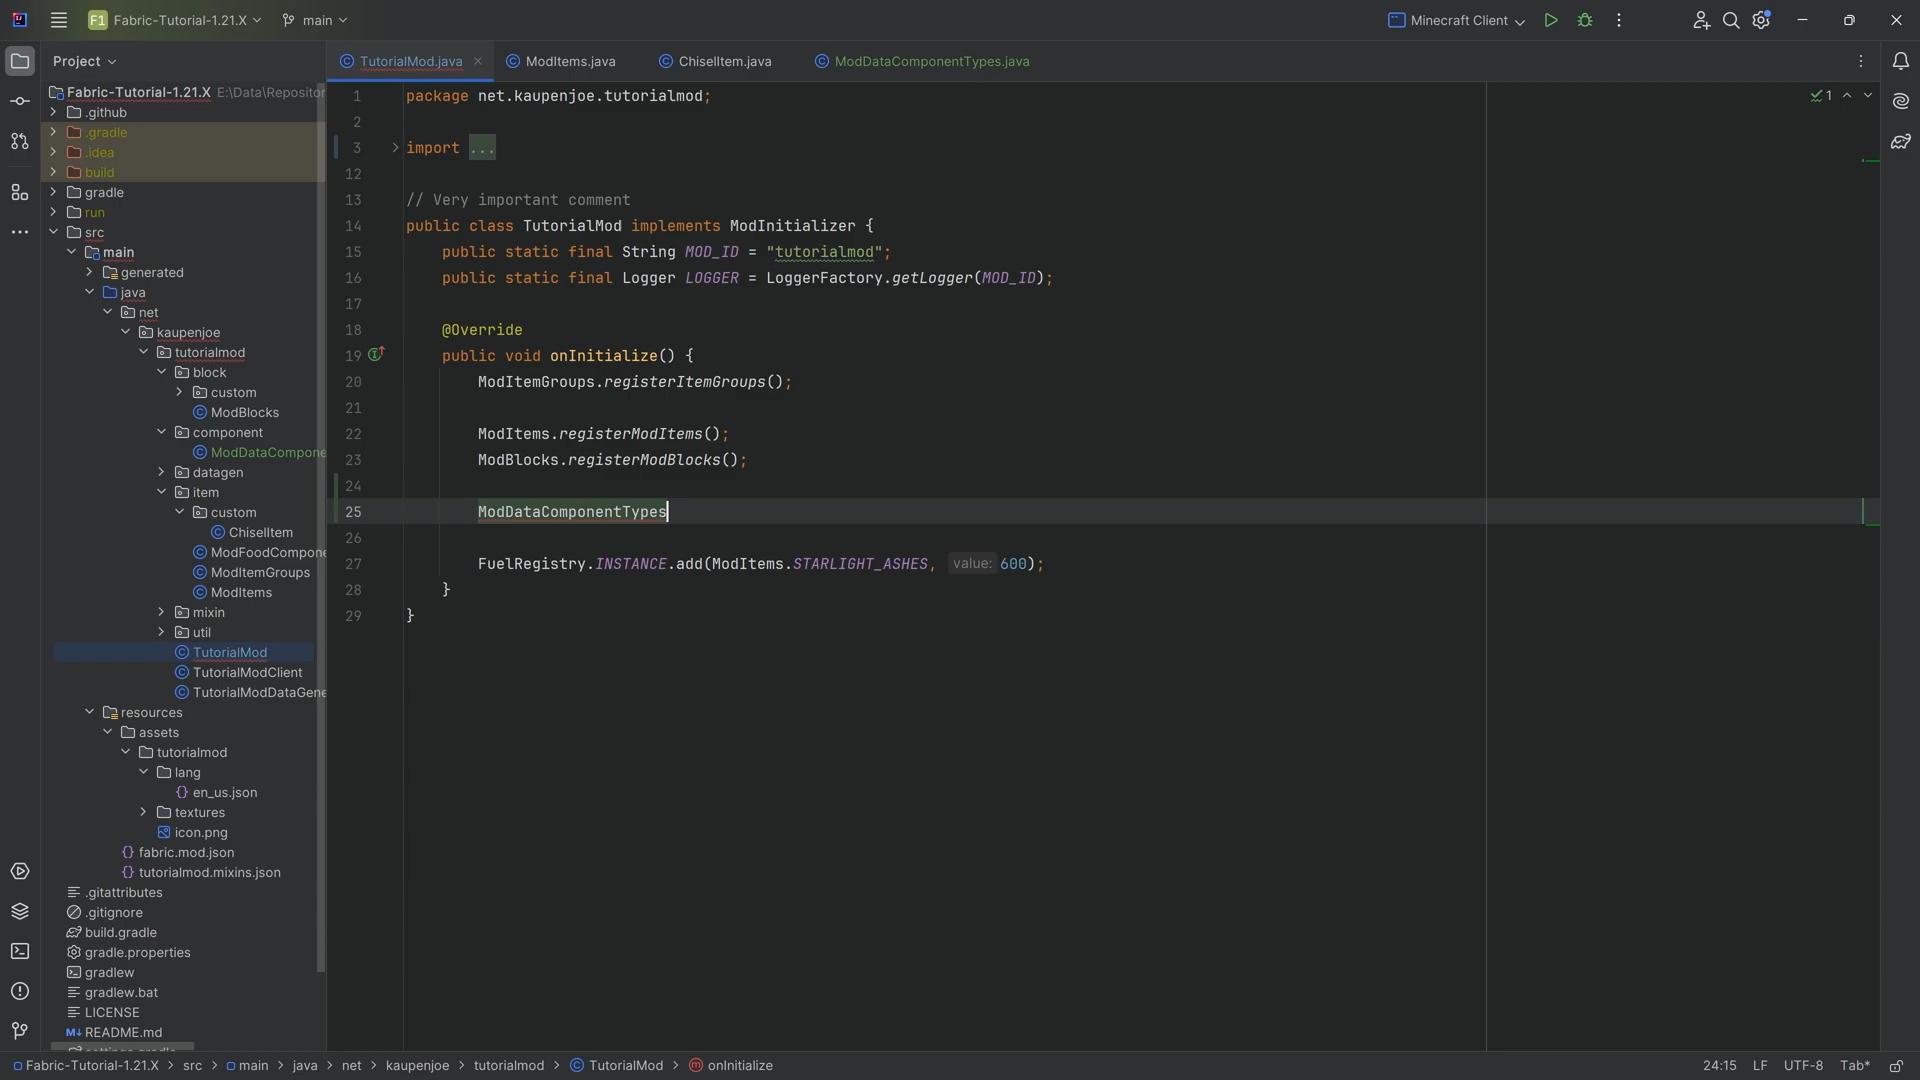 F1 Fabric-Tutorial-1.21.X main Minecraft Client
Project
TutorialMod.java ModItems.java ChiselItem.java ModDataComponentTypes.java
Fabric-Tutorial-1.21.X E:\Data\Repositor
.github
.gradle
.idea
build
gradle
run
src
main
generated
java
net
kaupenjoe
tutorialmod
block
custom
ModBlocks
component
ModDataCompone
datagen
item
custom
ChiselItem
ModFoodCompone
ModItemGroups
ModItems
mixin
util
TutorialMod
TutorialModClient
TutorialModDataGene
resources
assets
tutorialmod
lang
en_us.json
textures
icon.png
fabric.mod.json
tutorialmod.mixins.json
.gitattributes
.gitignore
build.gradle
gradle.properties
gradlew
gradlew.bat
LICENSE
README.md
1 package net.kaupenjoe.tutorialmod; 1
2
3 import ...
12
13 // Very important comment
14 public class TutorialMod implements ModInitializer {
15 public static final String MOD_ID = "tutorialmod";
16 public static final Logger LOGGER = LoggerFactory.getLogger(MOD_ID);
17
18 @Override
19 public void onInitialize() {
20 ModItemGroups.registerItemGroups();
21
22 ModItems.registerModItems();
23 ModBlocks.registerModBlocks();
24
25 ModDataComponentTypes
26
27 FuelRegistry.INSTANCE.add(ModItems.STARLIGHT_ASHES, value: 600);
28 }
29 }
Fabric-Tutorial-1.21.X > src > main > java > net > kaupenjoe > tutorialmod > TutorialMod > onInitialize 24:15 LF UTF-8 Tab*